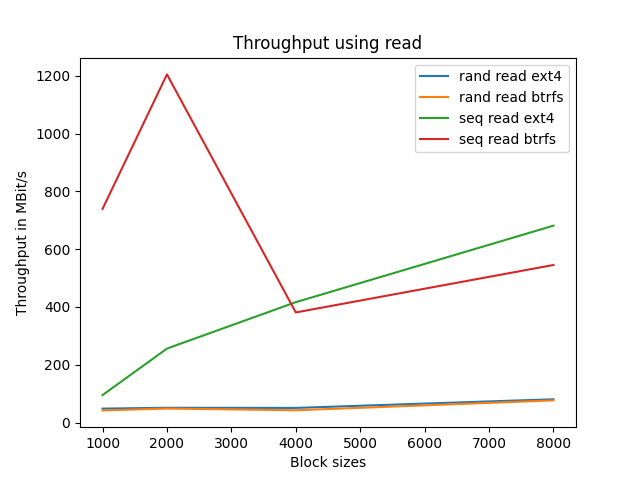 Throughput using read
1200
1000
800
600
400
200
0
Throughput in MBit/s
rand read ext4
rand read btrfs
seq read ext4
seq read btrfs
1000 2000 3000 4000 5000 6000 7000 8000
Block sizes